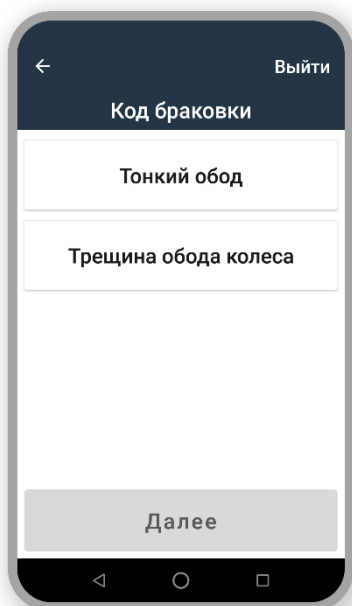 Выйти
Код браковки
Тонкий обод
Трещина обода колеса
Далее